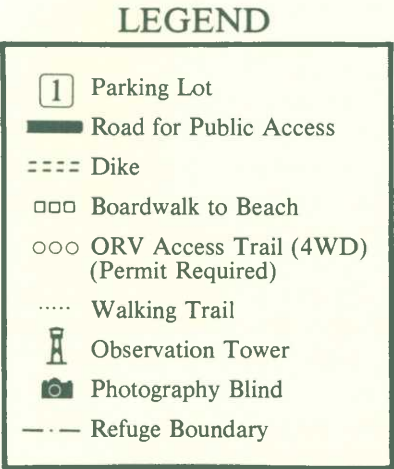 LEGEND
1 Parking Lot
Road for Public Access
Dike
Boardwalk to Beach
ORV Access Trail (4WD)
(Permit Required)
Walking Trail
Observation Tower
Photography Blind
Refuge Boundary